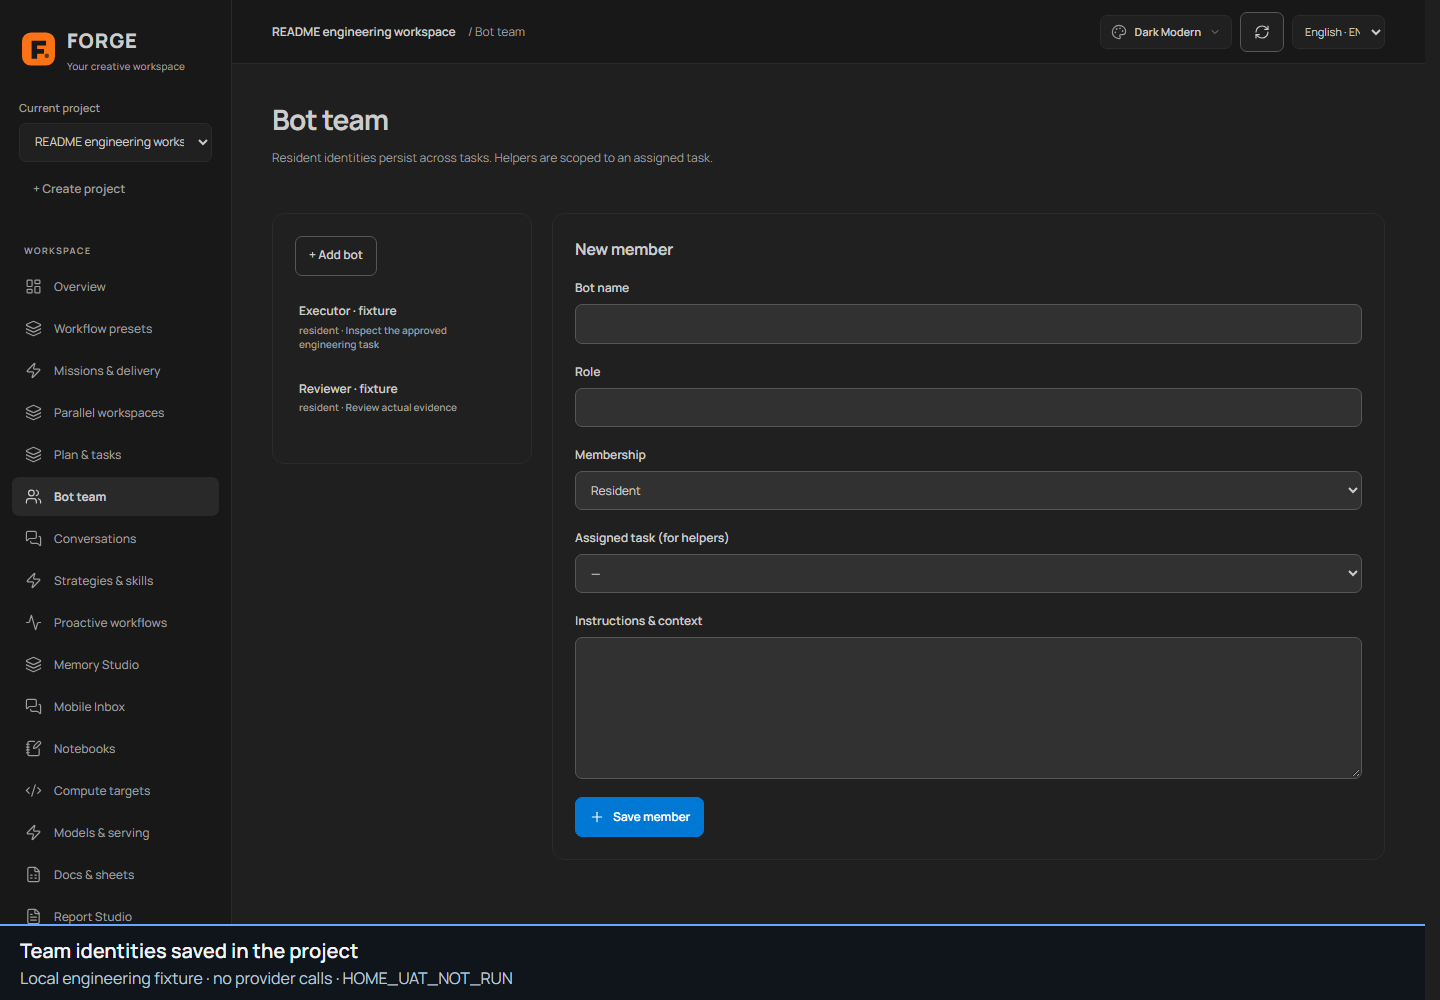 FORGE
Your creative workspace
Current project
README engineering works
+ Create project
WORKSPACE
Overview
Workflow presets
Missions & delivery
Parallel workspaces
Plan & tasks
Bot team
Conversations
Strategies & skills
Proactive workflows
Memory Studio
Mobile Inbox
Notebooks
Compute targets
Models & serving
Docs & sheets
Report Studio
README engineering workspace / Bot team
Dark Modern
English · EN
Bot team
Resident identities persist across tasks. Helpers are scoped to an assigned task.
+ Add bot
Executor · fixture
resident · Inspect the approved
engineering task
Reviewer · fixture
resident · Review actual evidence
New member
Bot name
Role
Membership
Resident
Assigned task (for helpers)
—
Instructions & context
+ Save member
Team identities saved in the project
Local engineering fixture · no provider calls · HOME_UAT_NOT_RUN